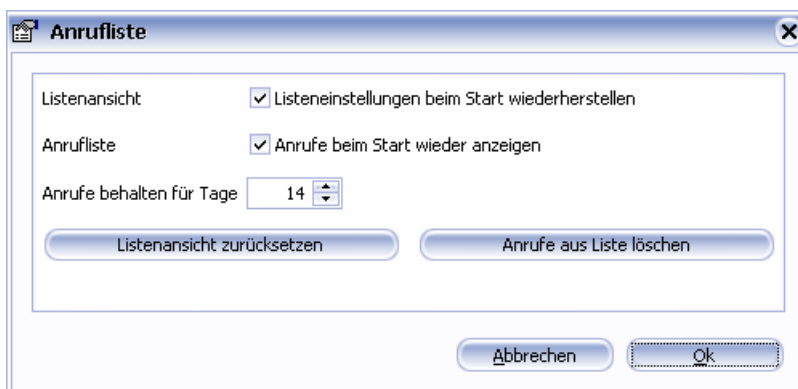 Anrufliste
Listenansicht Listeneinstellungen beim Start wiederherstellen
Anrufliste Anrufe beim Start wieder anzeigen
Anrufe behalten für Tage 14
Listenansicht zurücksetzen Anrufe aus Liste löschen
Abbrechen Ok